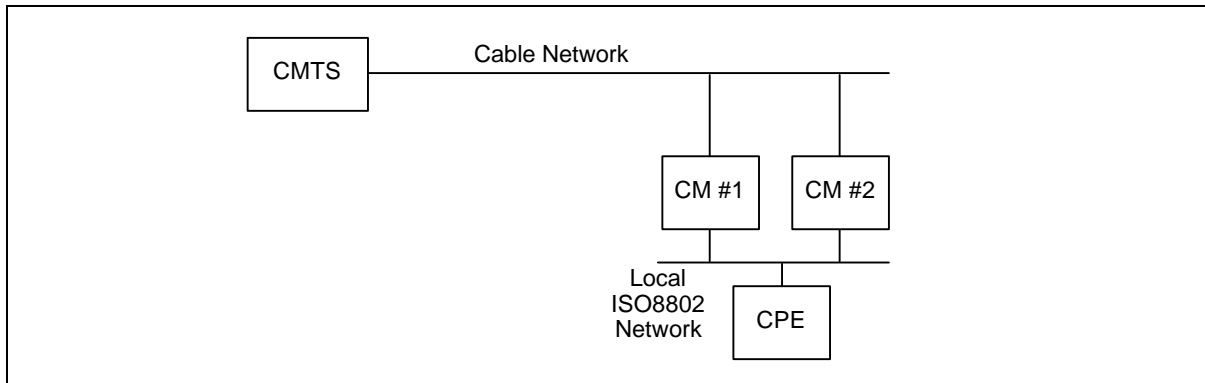 Cable Network
CMTS
CM #1
CM #2
Local
ISO8802
Network
CPE